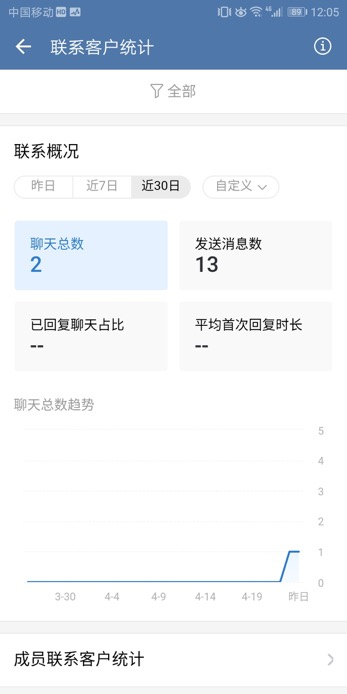 中国移动 HD 4G 89 12:05
联系客户统计
全部
联系概况
昨日 近7日 近30日 自定义
聊天总数 发送消息数
2 13
已回复聊天占比 平均首次回复时长
-- --
聊天总数趋势
5
4
3
2
1
0
3-30 4-4 4-9 4-14 4-19 昨日
成员联系客户统计